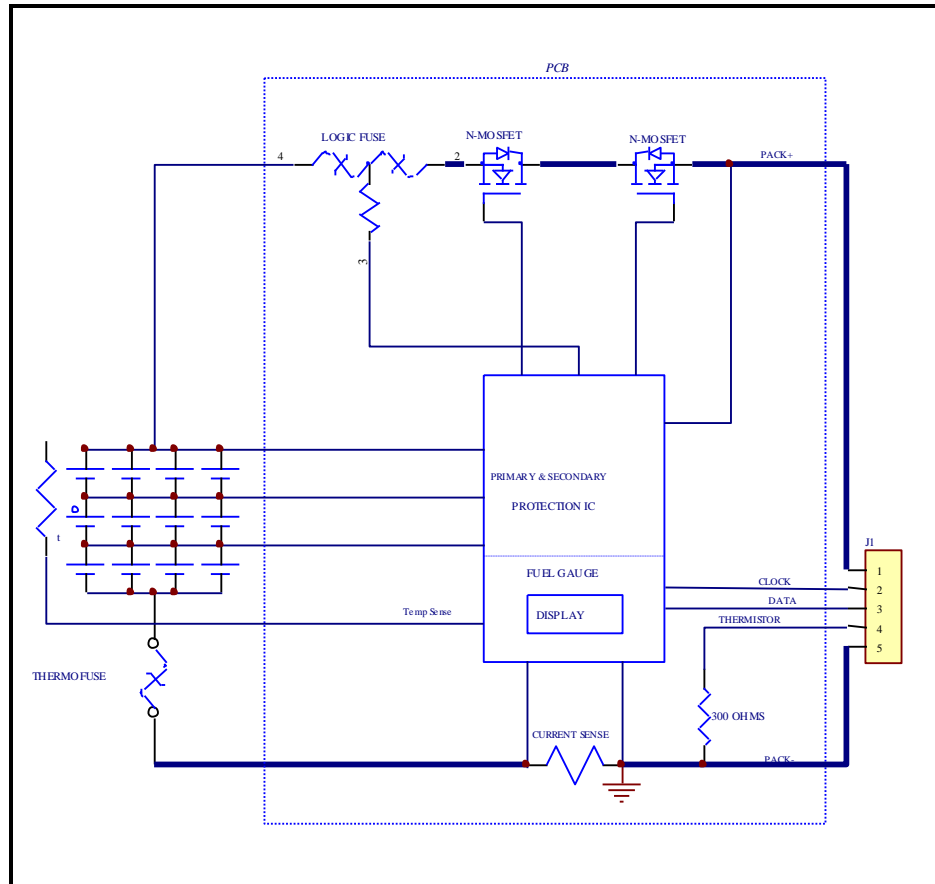 PCB
LOGIC FUSE
N-MOSFET
N-MOSFET
4
2
PACK+
3
PRIMARY & SECONDARY
PROTECTION IC
t
J1
FUEL GAUGE
1
CLOCK
2
DATA
3
DISPLAY
Temp Sense
THERMISTOR
4
5
THERMOFUSE
300 OHMS
CURRENT SENSE
PACK-